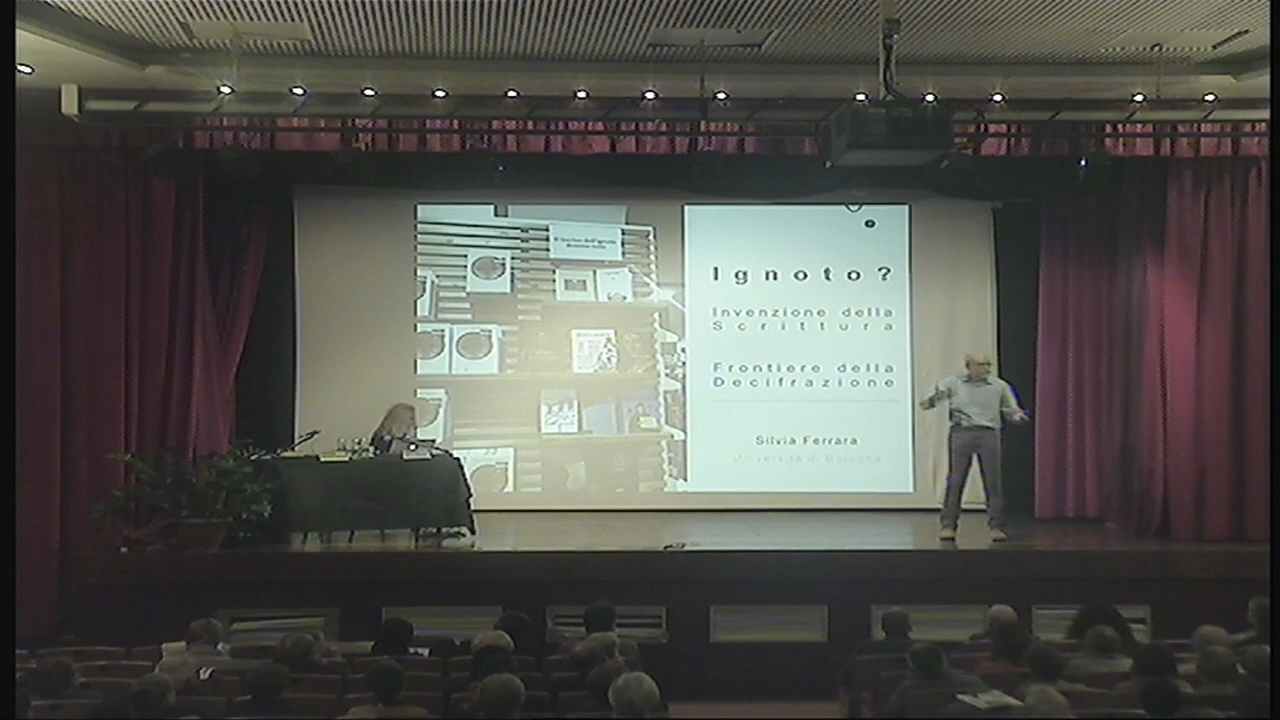 Ignoto?
Invenzione della
Scrittura
Frontiere della
Decifrazione
Silvia Ferrara
Università di Bologna